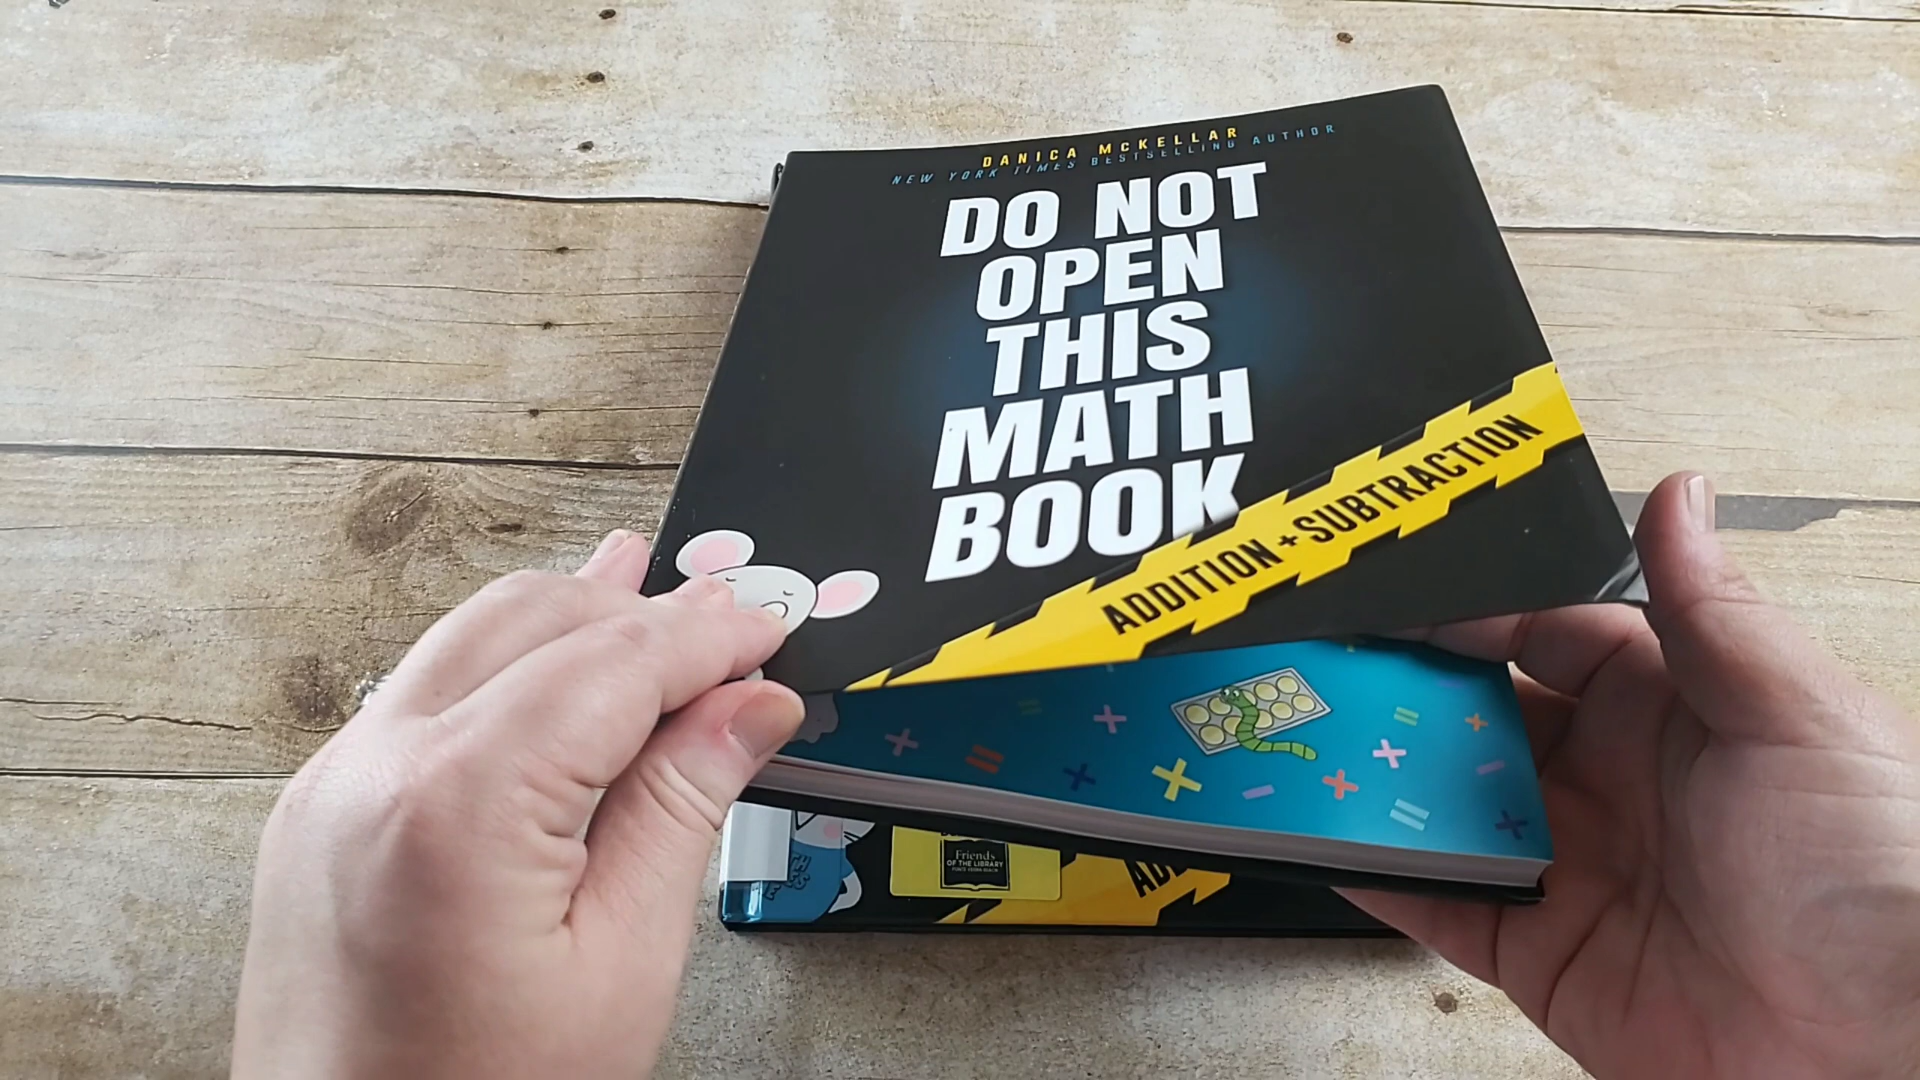 DANICA MCKELLAR
NEW YORK TIMES BESTSELLING AUTHOR
DO NOT
OPEN
THIS
MATH
BOOK
ADDITION + SUBTRACTION
Friends
OF THE LIBRARY